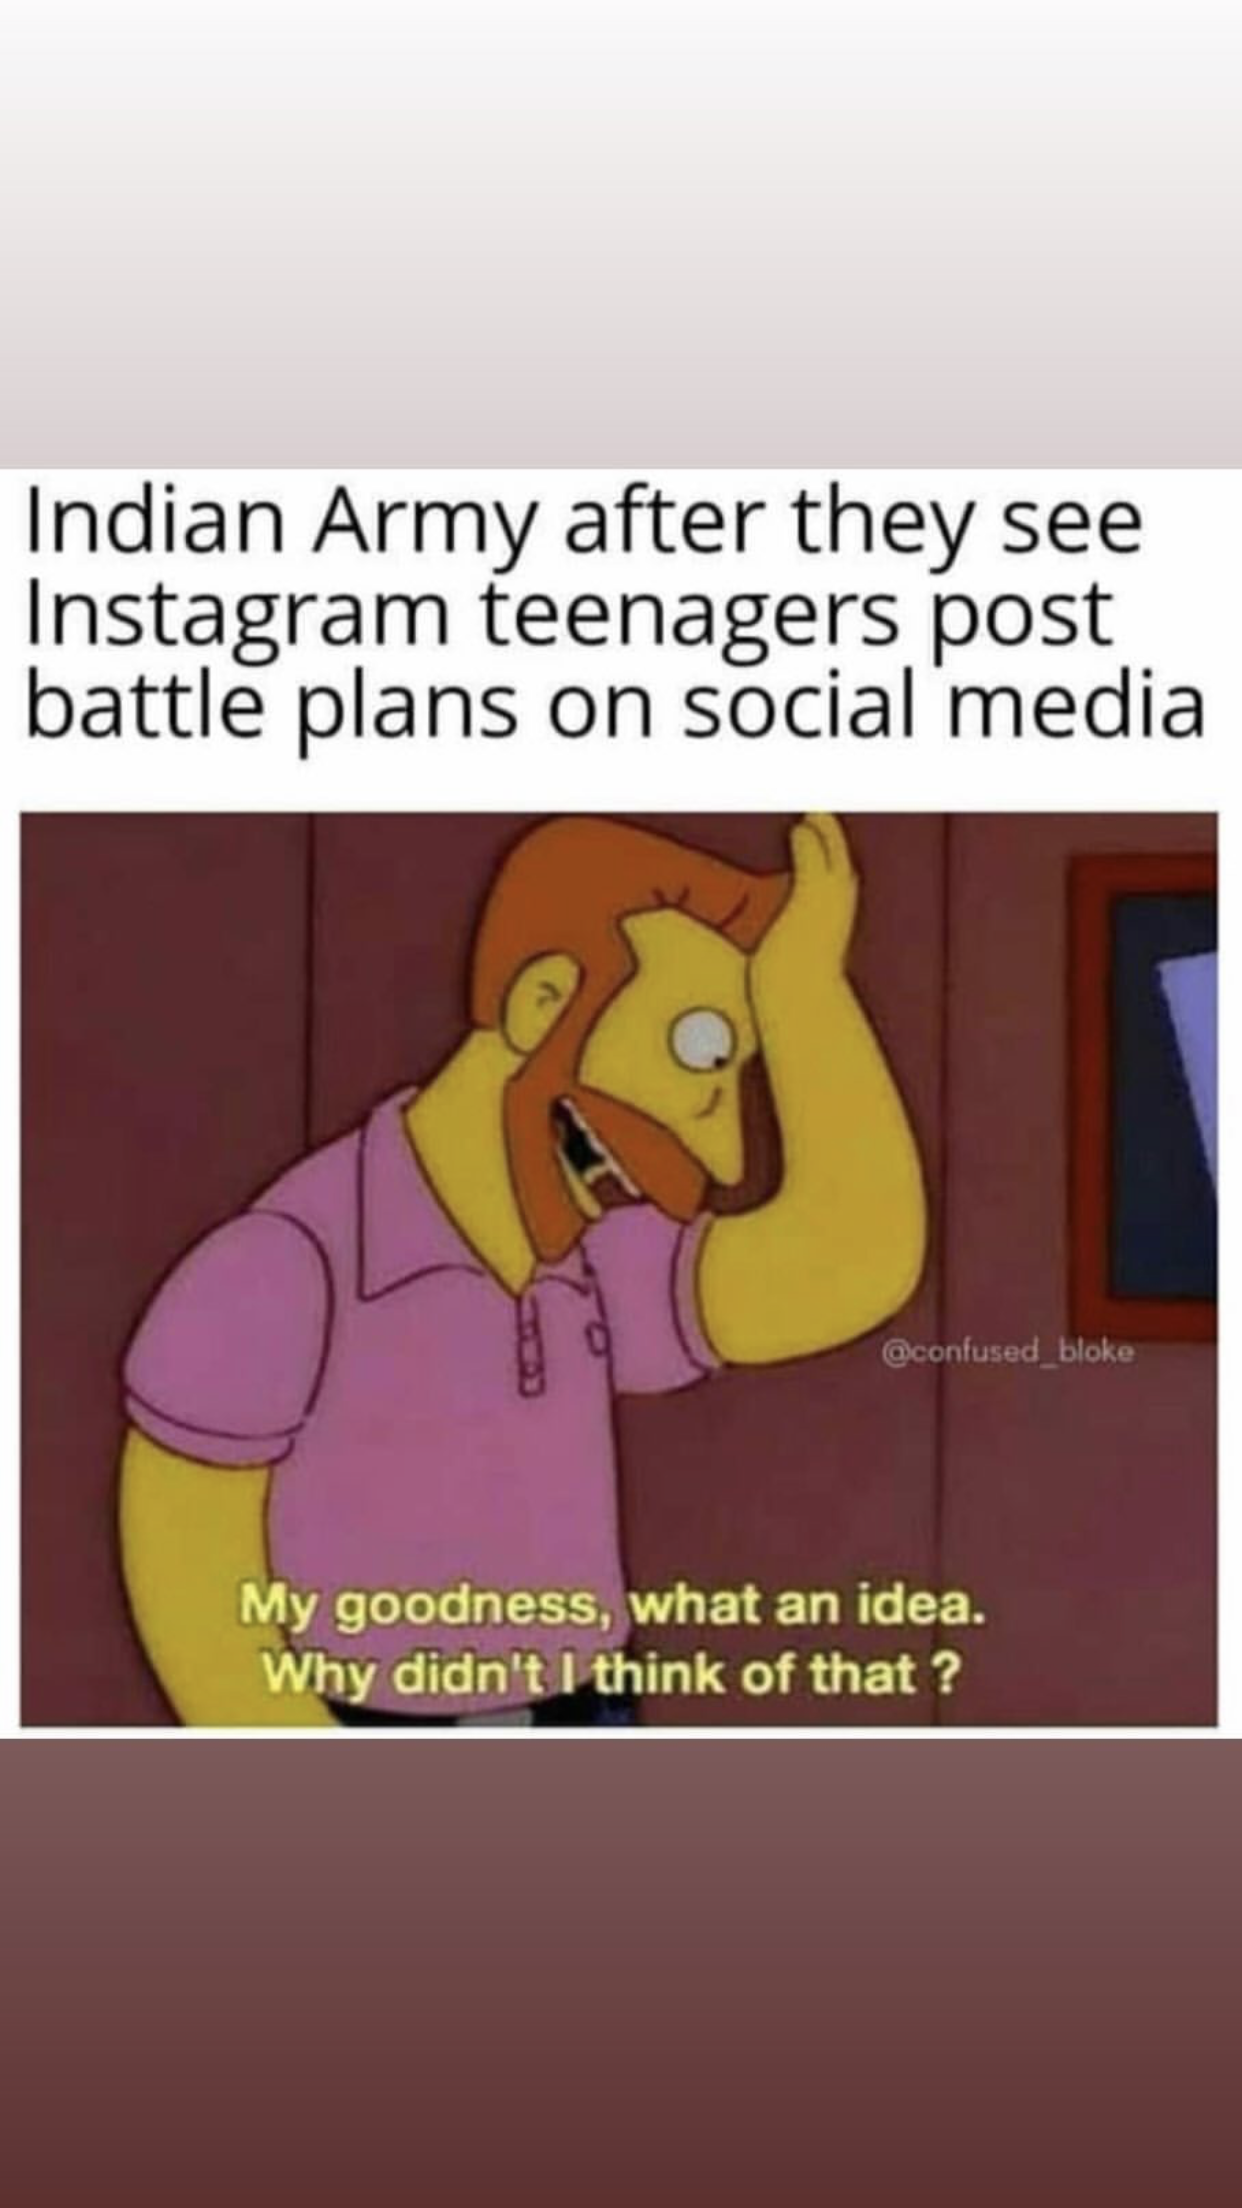 Indian Army after they see
Instagram teenagers post
battle plans on social media
@confused_bloke
My goodness, what an idea.
Why didn't I think of that ?